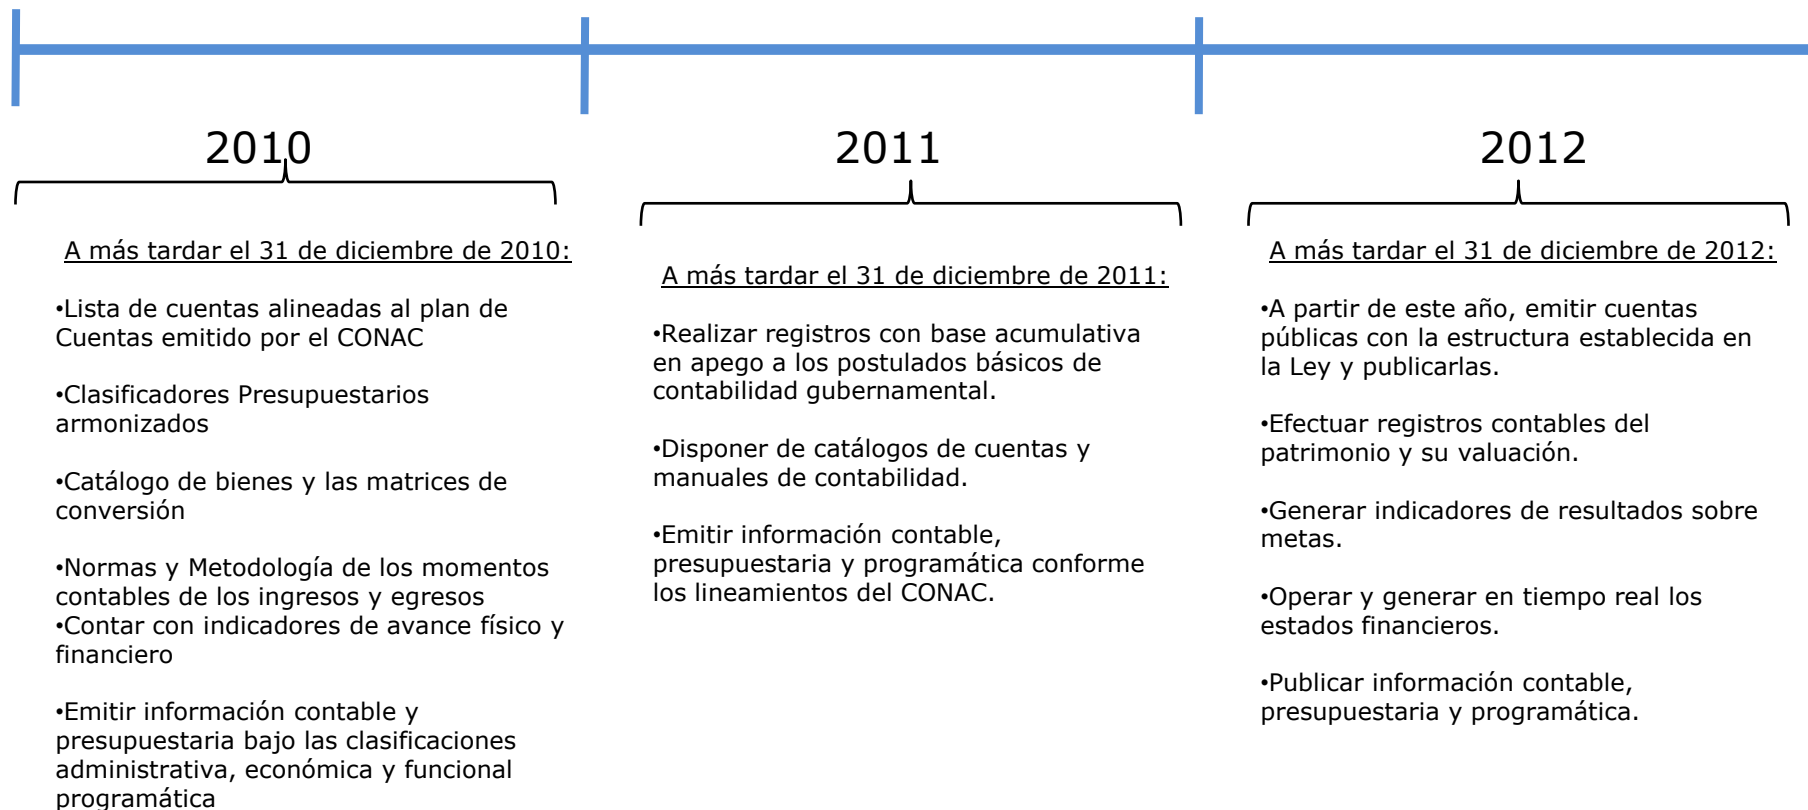 2010
A más tardar el 31 de diciembre de 2010:
•Lista de cuentas alineadas al plan de
Cuentas emitido por el CONAC
•Clasificadores Presupuestarios
armonizados
•Catálogo de bienes y las matrices de
conversión
•Normas y Metodología de los momentos
contables de los ingresos y egresos
•Contar con indicadores de avance físico y
financiero
•Emitir información contable y
presupuestaria bajo las clasificaciones
administrativa, económica y funcional
programática
2011
A más tardar el 31 de diciembre de 2011:
•Realizar registros con base acumulativa
en apego a los postulados básicos de
contabilidad gubernamental.
•Disponer de catálogos de cuentas y
manuales de contabilidad.
•Emitir información contable,
presupuestaria y programática conforme
los lineamientos del CONAC.
2012
A más tardar el 31 de diciembre de 2012:
•A partir de este año, emitir cuentas
públicas con la estructura establecida en
la Ley y publicarlas.
•Efectuar registros contables del
patrimonio y su valuación.
•Generar indicadores de resultados sobre
metas.
•Operar y generar en tiempo real los
estados financieros.
•Publicar información contable,
presupuestaria y programática.